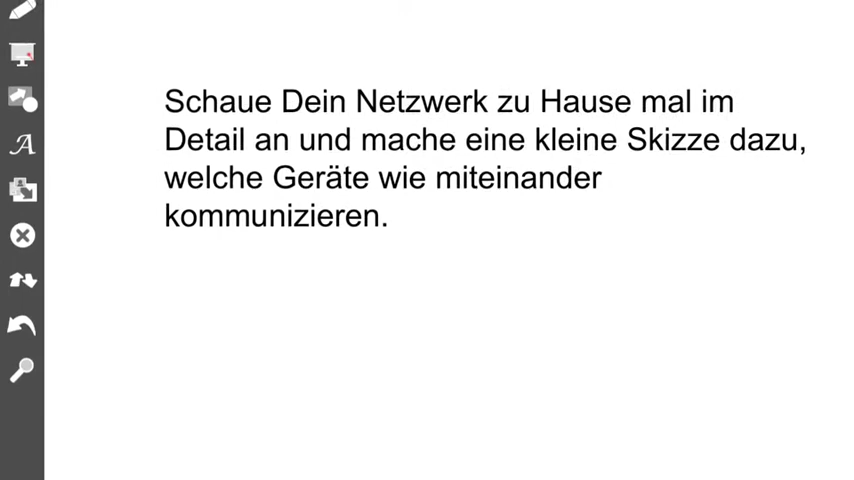 Schaue Dein Netzwerk zu Hause mal im
Detail an und mache eine kleine Skizze dazu,
welche Geräte wie miteinander
kommunizieren.